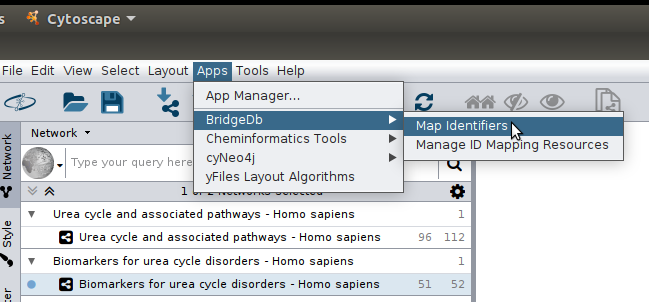 Cytoscape
File Edit View Select Layout Apps Tools Help
App Manager...
BridgeDb
Map Identifiers
Manage ID Mapping Resources
Cheminformatics Tools
cyNeo4j
yFiles Layout Algorithms
Network
Network
Type your query here
1 of 2 Networks selected
Style
Urea cycle and associated pathways - Homo sapiens 1
Urea cycle and associated pathways - Homo sapiens 96 112
Biomarkers for urea cycle disorders - Homo sapiens 1
Biomarkers for urea cycle disorders - Homo sapiens 51 52